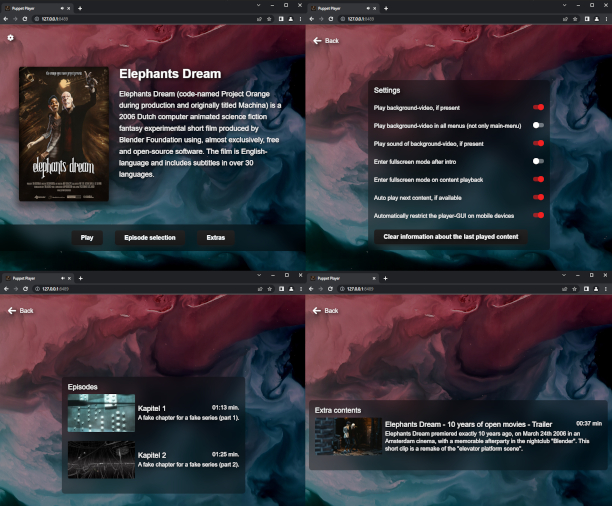 Puppet Player
127.0.0.1:8489
Elephants Dream
Elephants Dream (code-named Project Orange
during production and originally titled Machina) is a
2006 Dutch computer animated science fiction
fantasy experimental short film produced by
Blender Foundation using, almost exclusively, free
and open-source software. The film is English-
language and includes subtitles in over 30
languages.
elephants dream
Play
Episode selection
Extras
Puppet Player
127.0.0.1:8489
Back
Settings
Play background-video, if present
Play background-video in all menus (not only main-menu)
Play sound of background-video, if present
Enter fullscreen mode after intro
Enter fullscreen mode on content playback
Auto play next content, if available
Automatically restrict the player-GUI on mobile devices
Clear information about the last played content
Puppet Player
127.0.0.1:8489
Back
Episodes
Kapitel 1
01:13 min.
A fake chapter for a fake series (part 1).
Kapitel 2
01:25 min.
A fake chapter for a fake series (part 2).
Puppet Player
127.0.0.1:8489
Back
Extra contents
Elephants Dream - 10 years of open movies - Trailer
00:37 min
Elephants Dream premiered exactly 10 years ago, on March 24th 2006 in an
Amsterdam cinema, with a memorable afterparty in the nightclub "Blender". This
short clip is a remake of the "elevator platform scene".